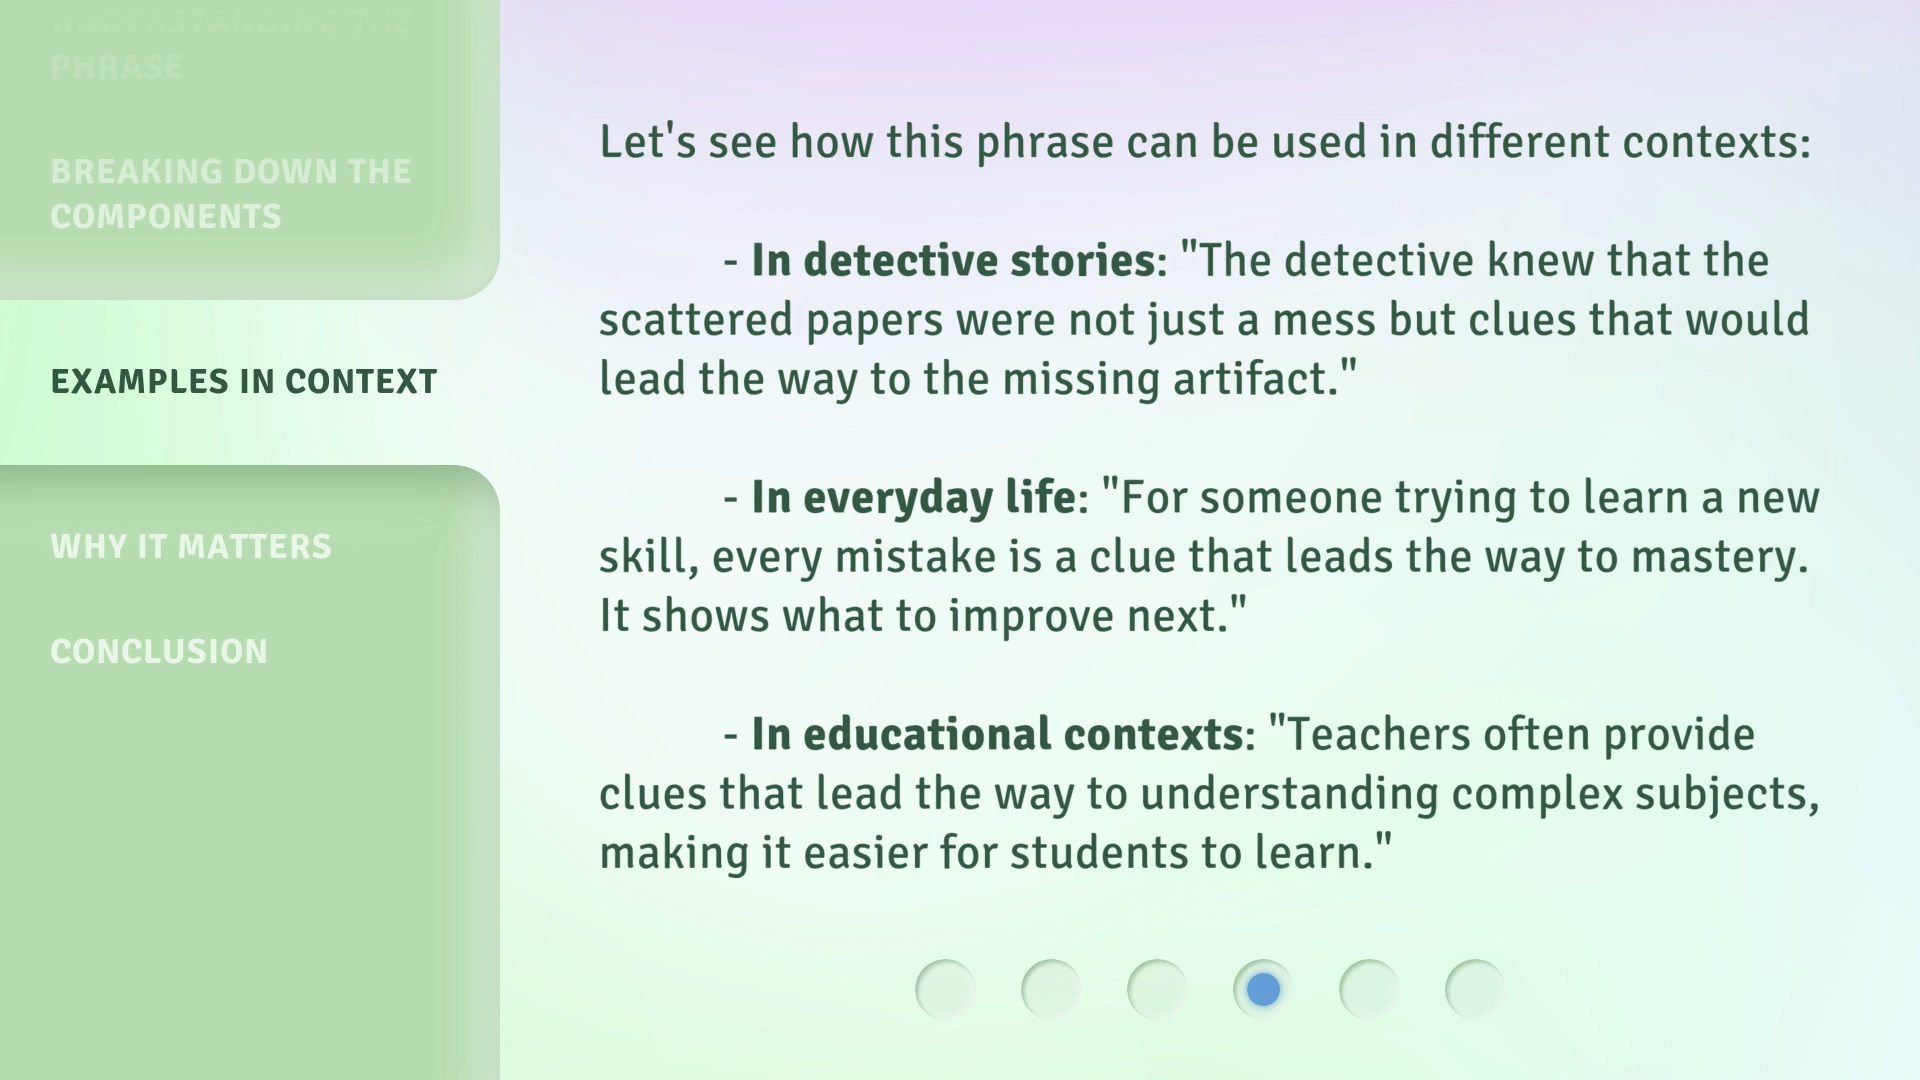 UNDERSTANDING THE
PHRASE
BREAKING DOWN THE
COMPONENTS
EXAMPLES IN CONTEXT
WHY IT MATTERS
CONCLUSION
Let's see how this phrase can be used in different contexts:
- In detective stories: "The detective knew that the
scattered papers were not just a mess but clues that would
lead the way to the missing artifact."
- In everyday life: "For someone trying to learn a new
skill, every mistake is a clue that leads the way to mastery.
It shows what to improve next."
- In educational contexts: "Teachers often provide
clues that lead the way to understanding complex subjects,
making it easier for students to learn."